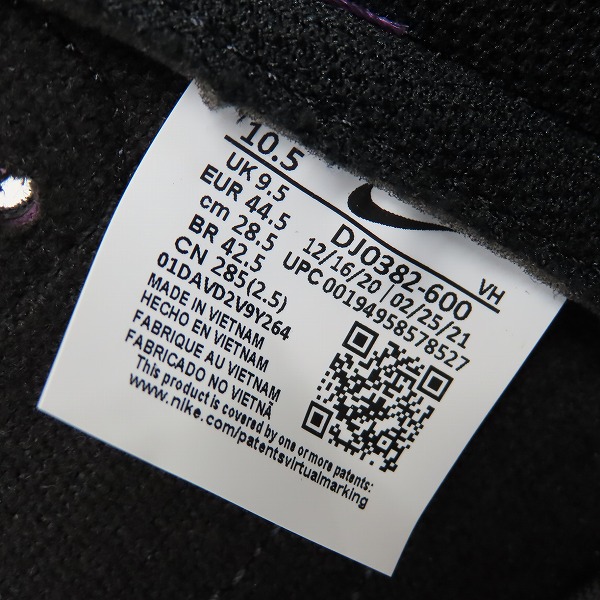 10.5
UK 9.5
EUR 44.5
cm 28.5
BR 42.5
CN 285(2.5)
01DAVD2V9Y264
DJ0382-600 VH
12/16/20 | 02/25/21
UPC 00194958578527
MADE IN VIETNAM
HECHO EN VIETNAM
FABRIQUE AU VIETNAM
FABRICADO NO VIETNÃ
This product is covered by one or more patents:
www.nike.com/patentsvirtualmarking